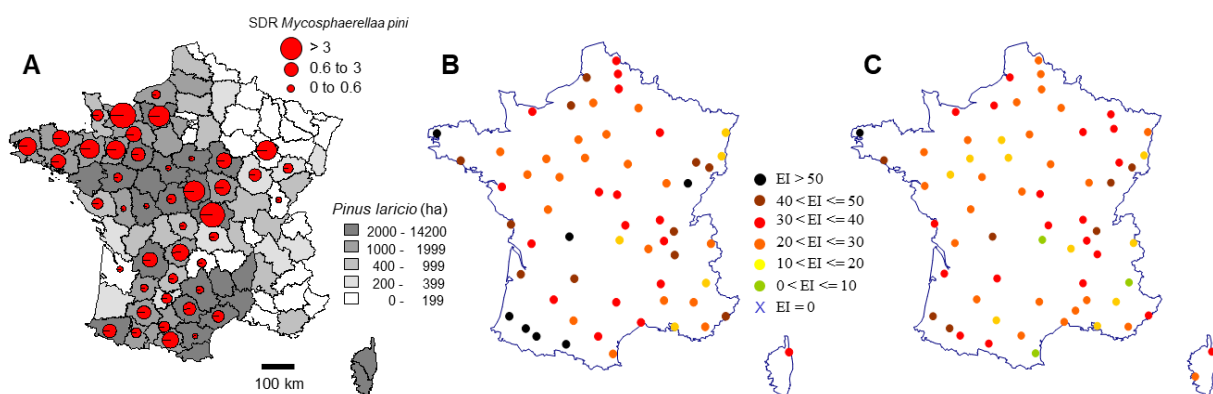 SDR Mycosphaerellaa pini
> 3
0.6 to 3
0 to 0.6
A
B
C
Pinus laricio (ha)
2000 - 14200
1000 - 1999
400 - 999
200 - 399
0 - 199
100 km
EI > 50
40 < EI <= 50
30 < EI <= 40
20 < EI <= 30
10 < EI <= 20
0 < EI <= 10
X EI = 0